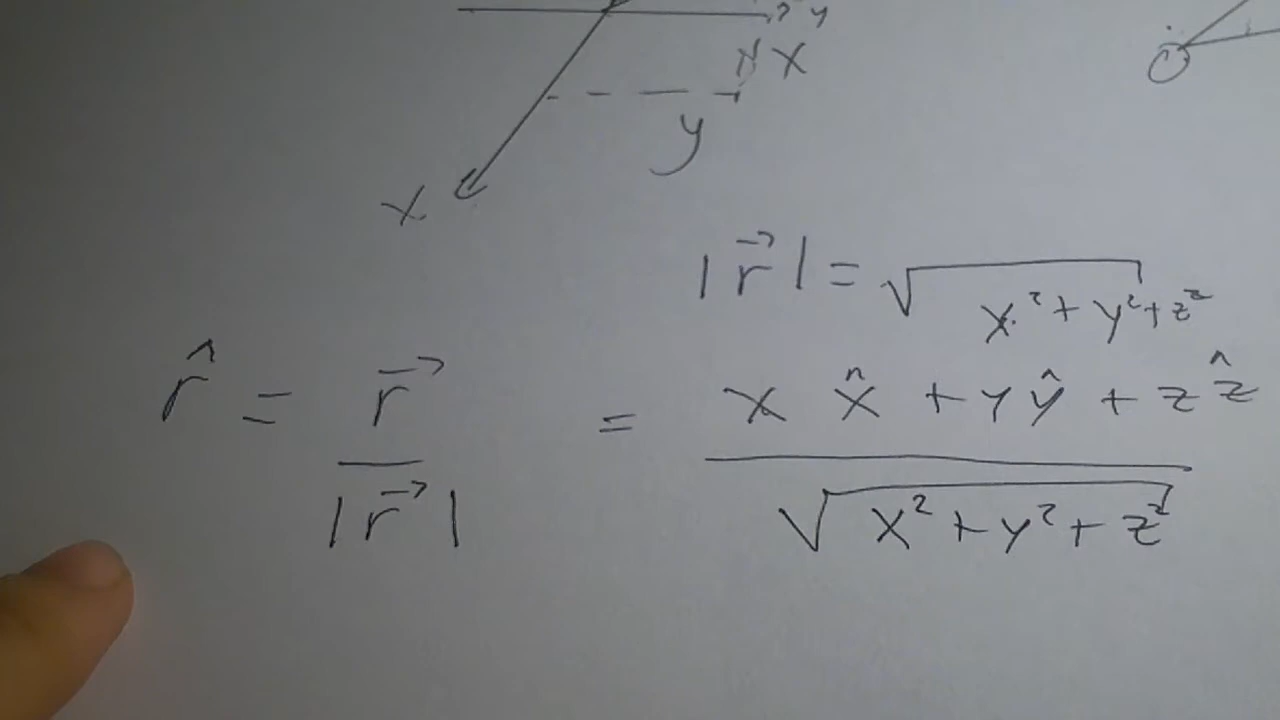 y
x
y
x
|r⃗| = √x² + y² + z²
r̂ = r⃗ / |r⃗| = x x̂ + y ŷ + z ẑ / √x² + y² + z²